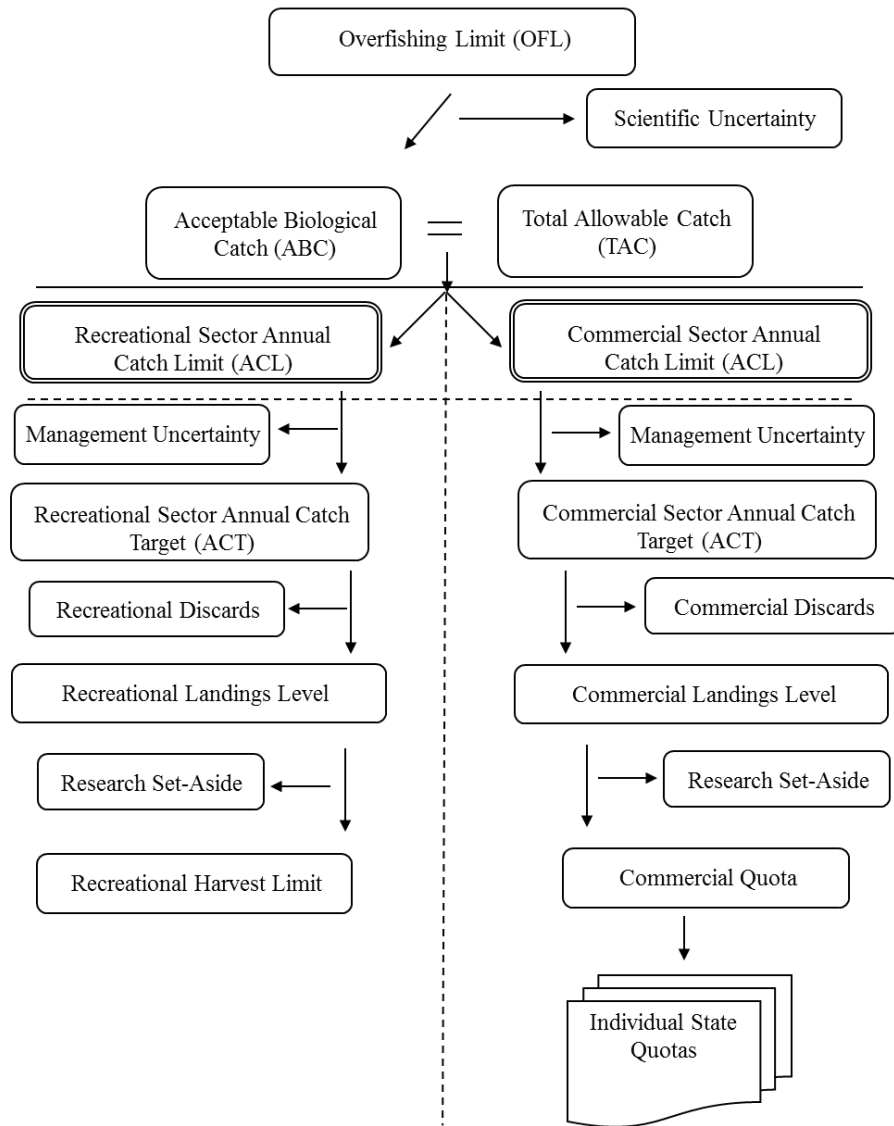 Overfishing Limit (OFL)
Scientific Uncertainty
Acceptable Biological
Catch (ABC)
Total Allowable Catch
(TAC)
Recreational Sector Annual
Catch Limit (ACL)
Commercial Sector Annual
Catch Limit (ACL)
Management Uncertainty
Management Uncertainty
Recreational Sector Annual Catch
Target (ACT)
Commercial Sector Annual Catch
Target (ACT)
Recreational Discards
Commercial Discards
Recreational Landings Level
Commercial Landings Level
Research Set-Aside
Research Set-Aside
Recreational Harvest Limit
Commercial Quota
Individual State
Quotas